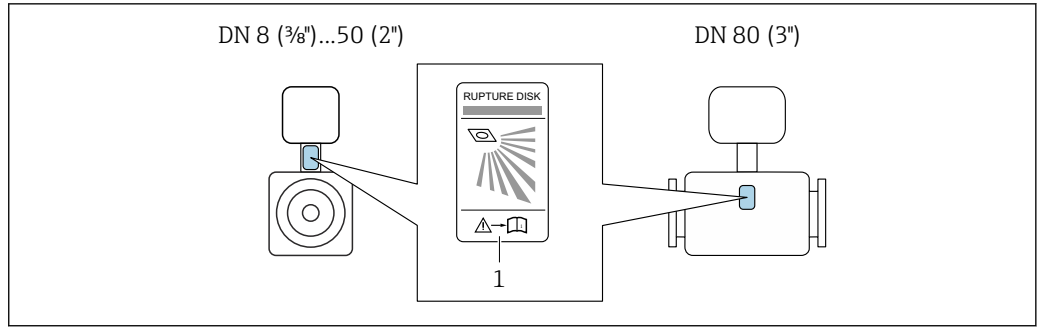 DN 8 (⅜")...50 (2")
DN 80 (3")
RUPTURE DISK
i
1